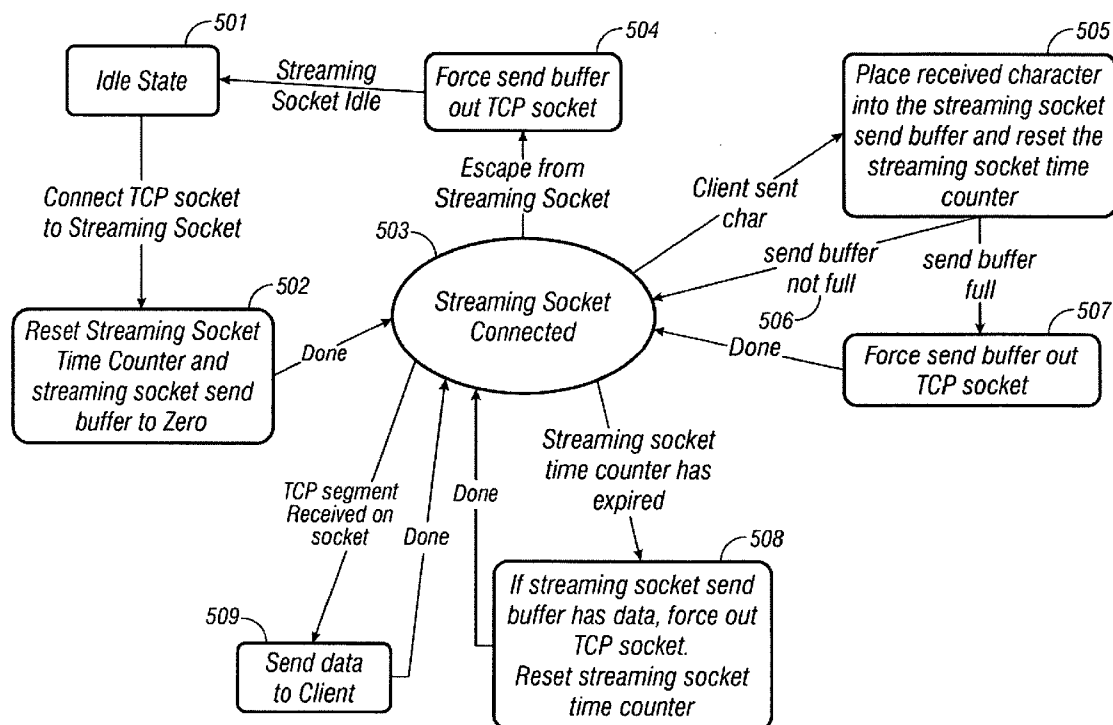 501
Idle State
Streaming
Socket Idle
504
Force send buffer
out TCP socket
505
Place received character
into the streaming socket
send buffer and reset the
streaming socket time
counter
Connect TCP socket
to Streaming Socket
Escape from
Streaming Socket
Client sent
char
503
Streaming Socket
Connected
send buffer
not full
506
send buffer
full
502
Reset Streaming Socket
Time Counter and
streaming socket send
buffer to Zero
Done
Done
507
Force send buffer out
TCP socket
TCP segment
Received on
socket
Done
Done
Streaming socket
time counter has
expired
508
If streaming socket send
buffer has data, force out
TCP socket.
Reset streaming socket
time counter
509
Send data
to Client